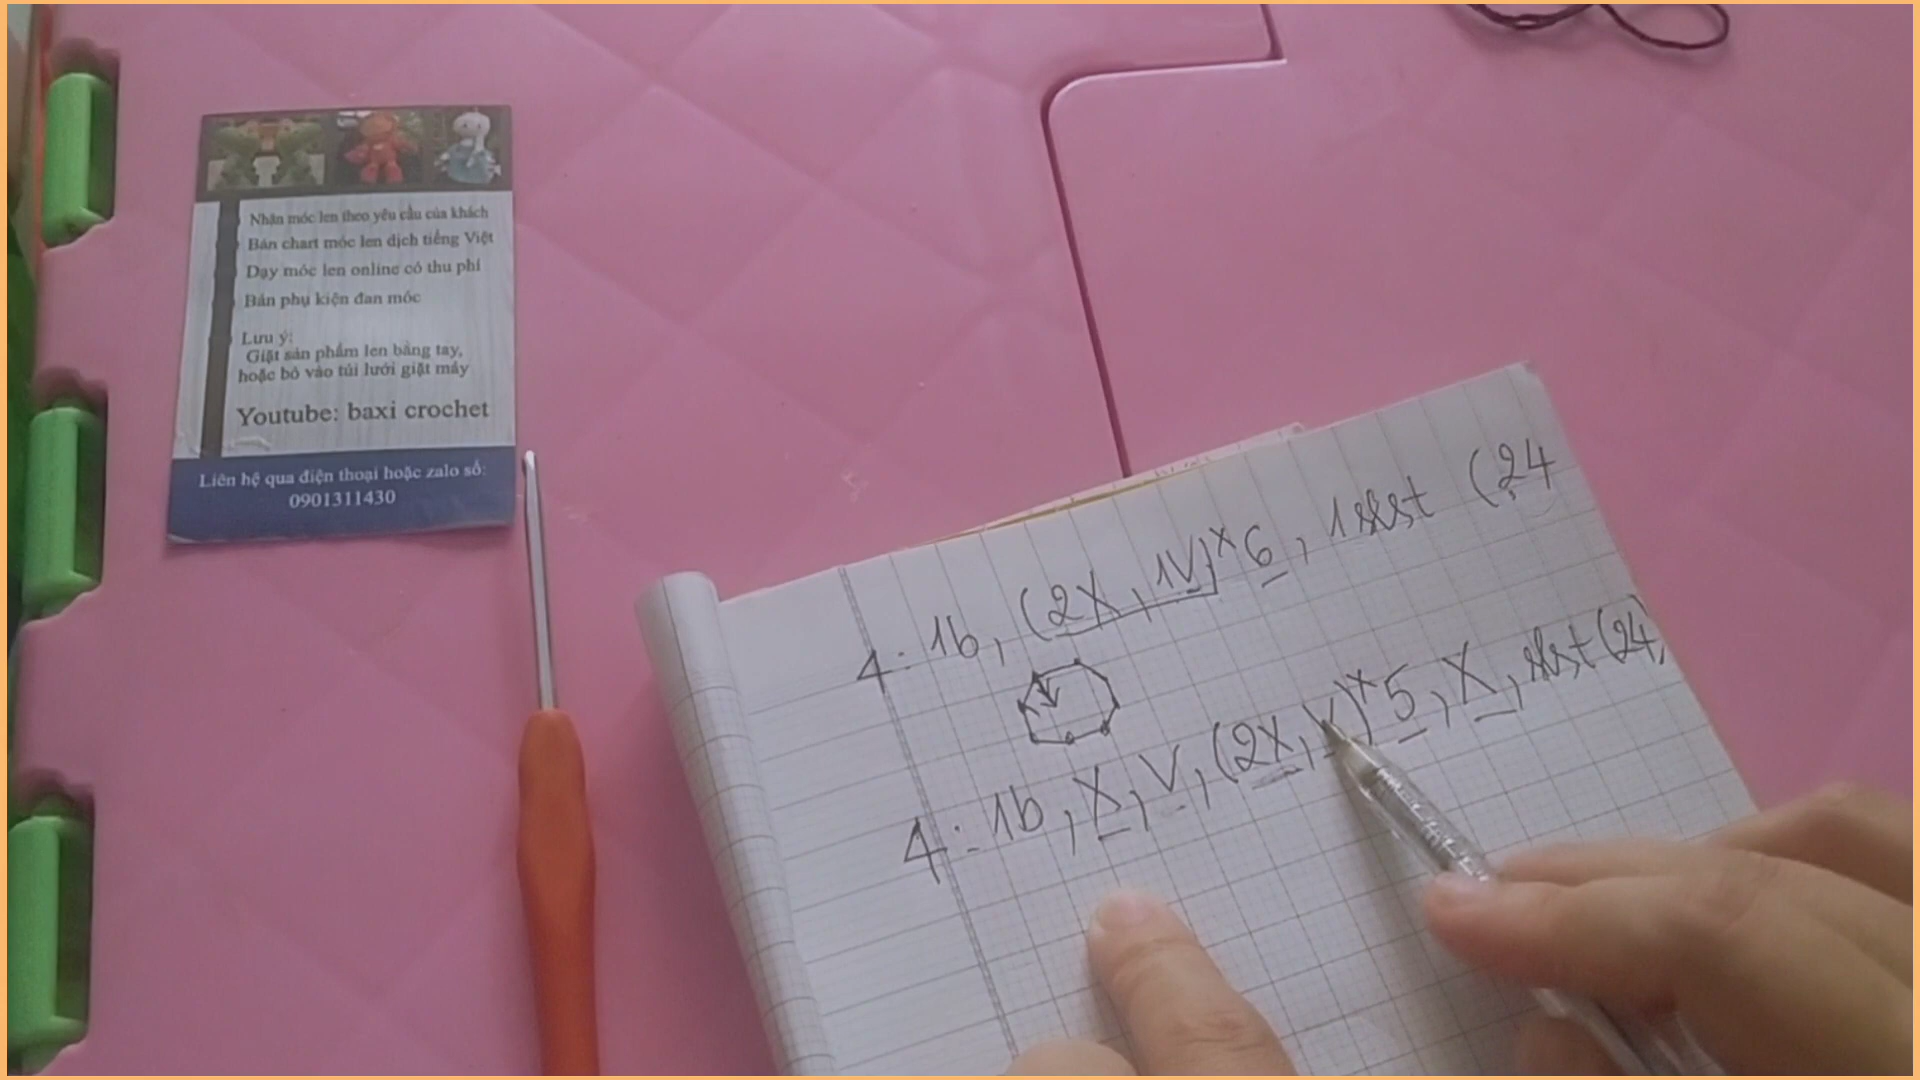 Nhận móc len theo yêu cầu của khách
Bán chart móc len dịch tiếng Việt
Dạy móc len online có thu phí
Bán phụ kiện đan móc
Lưu ý:
Giặt sản phẩm len bằng tay,
hoặc bỏ vào túi lưới giặt máy
Youtube: baxi crochet
Liên hệ qua điện thoại hoặc zalo số:
0901311430
4: 1b, (2X, 1V)x6, 1 slst (24
4: 1b, X, V, (2X, V)x5, X, slst (24)